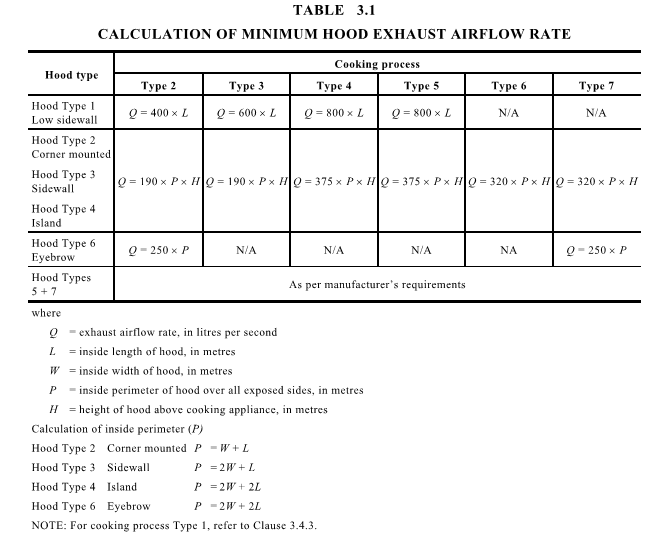 TABLE 3.1
CALCULATION OF MINIMUM HOOD EXHAUST AIRFLOW RATE
Hood type
Cooking process
Type 2 Type 3 Type 4 Type 5 Type 6 Type 7
Hood Type 1
Low sidewall
Q = 400 × L Q = 600 × L Q = 800 × L Q = 800 × L N/A N/A
Hood Type 2
Corner mounted
Hood Type 3
Sidewall
Q = 190 × P × H Q = 190 × P × H Q = 375 × P × H Q = 375 × P × H Q = 320 × P × H Q = 320 × P × H
Hood Type 4
Island
Hood Type 6
Eyebrow
Q = 250 × P N/A N/A N/A NA Q = 250 × P
Hood Types
5 + 7
As per manufacturer's requirements
where
Q = exhaust airflow rate, in litres per second
L = inside length of hood, in metres
W = inside width of hood, in metres
P = inside perimeter of hood over all exposed sides, in metres
H = height of hood above cooking appliance, in metres
Calculation of inside perimeter (P)
Hood Type 2 Corner mounted P = W + L
Hood Type 3 Sidewall P = 2W + L
Hood Type 4 Island P = 2W + 2L
Hood Type 6 Eyebrow P = 2W + 2L
NOTE: For cooking process Type 1, refer to Clause 3.4.3.